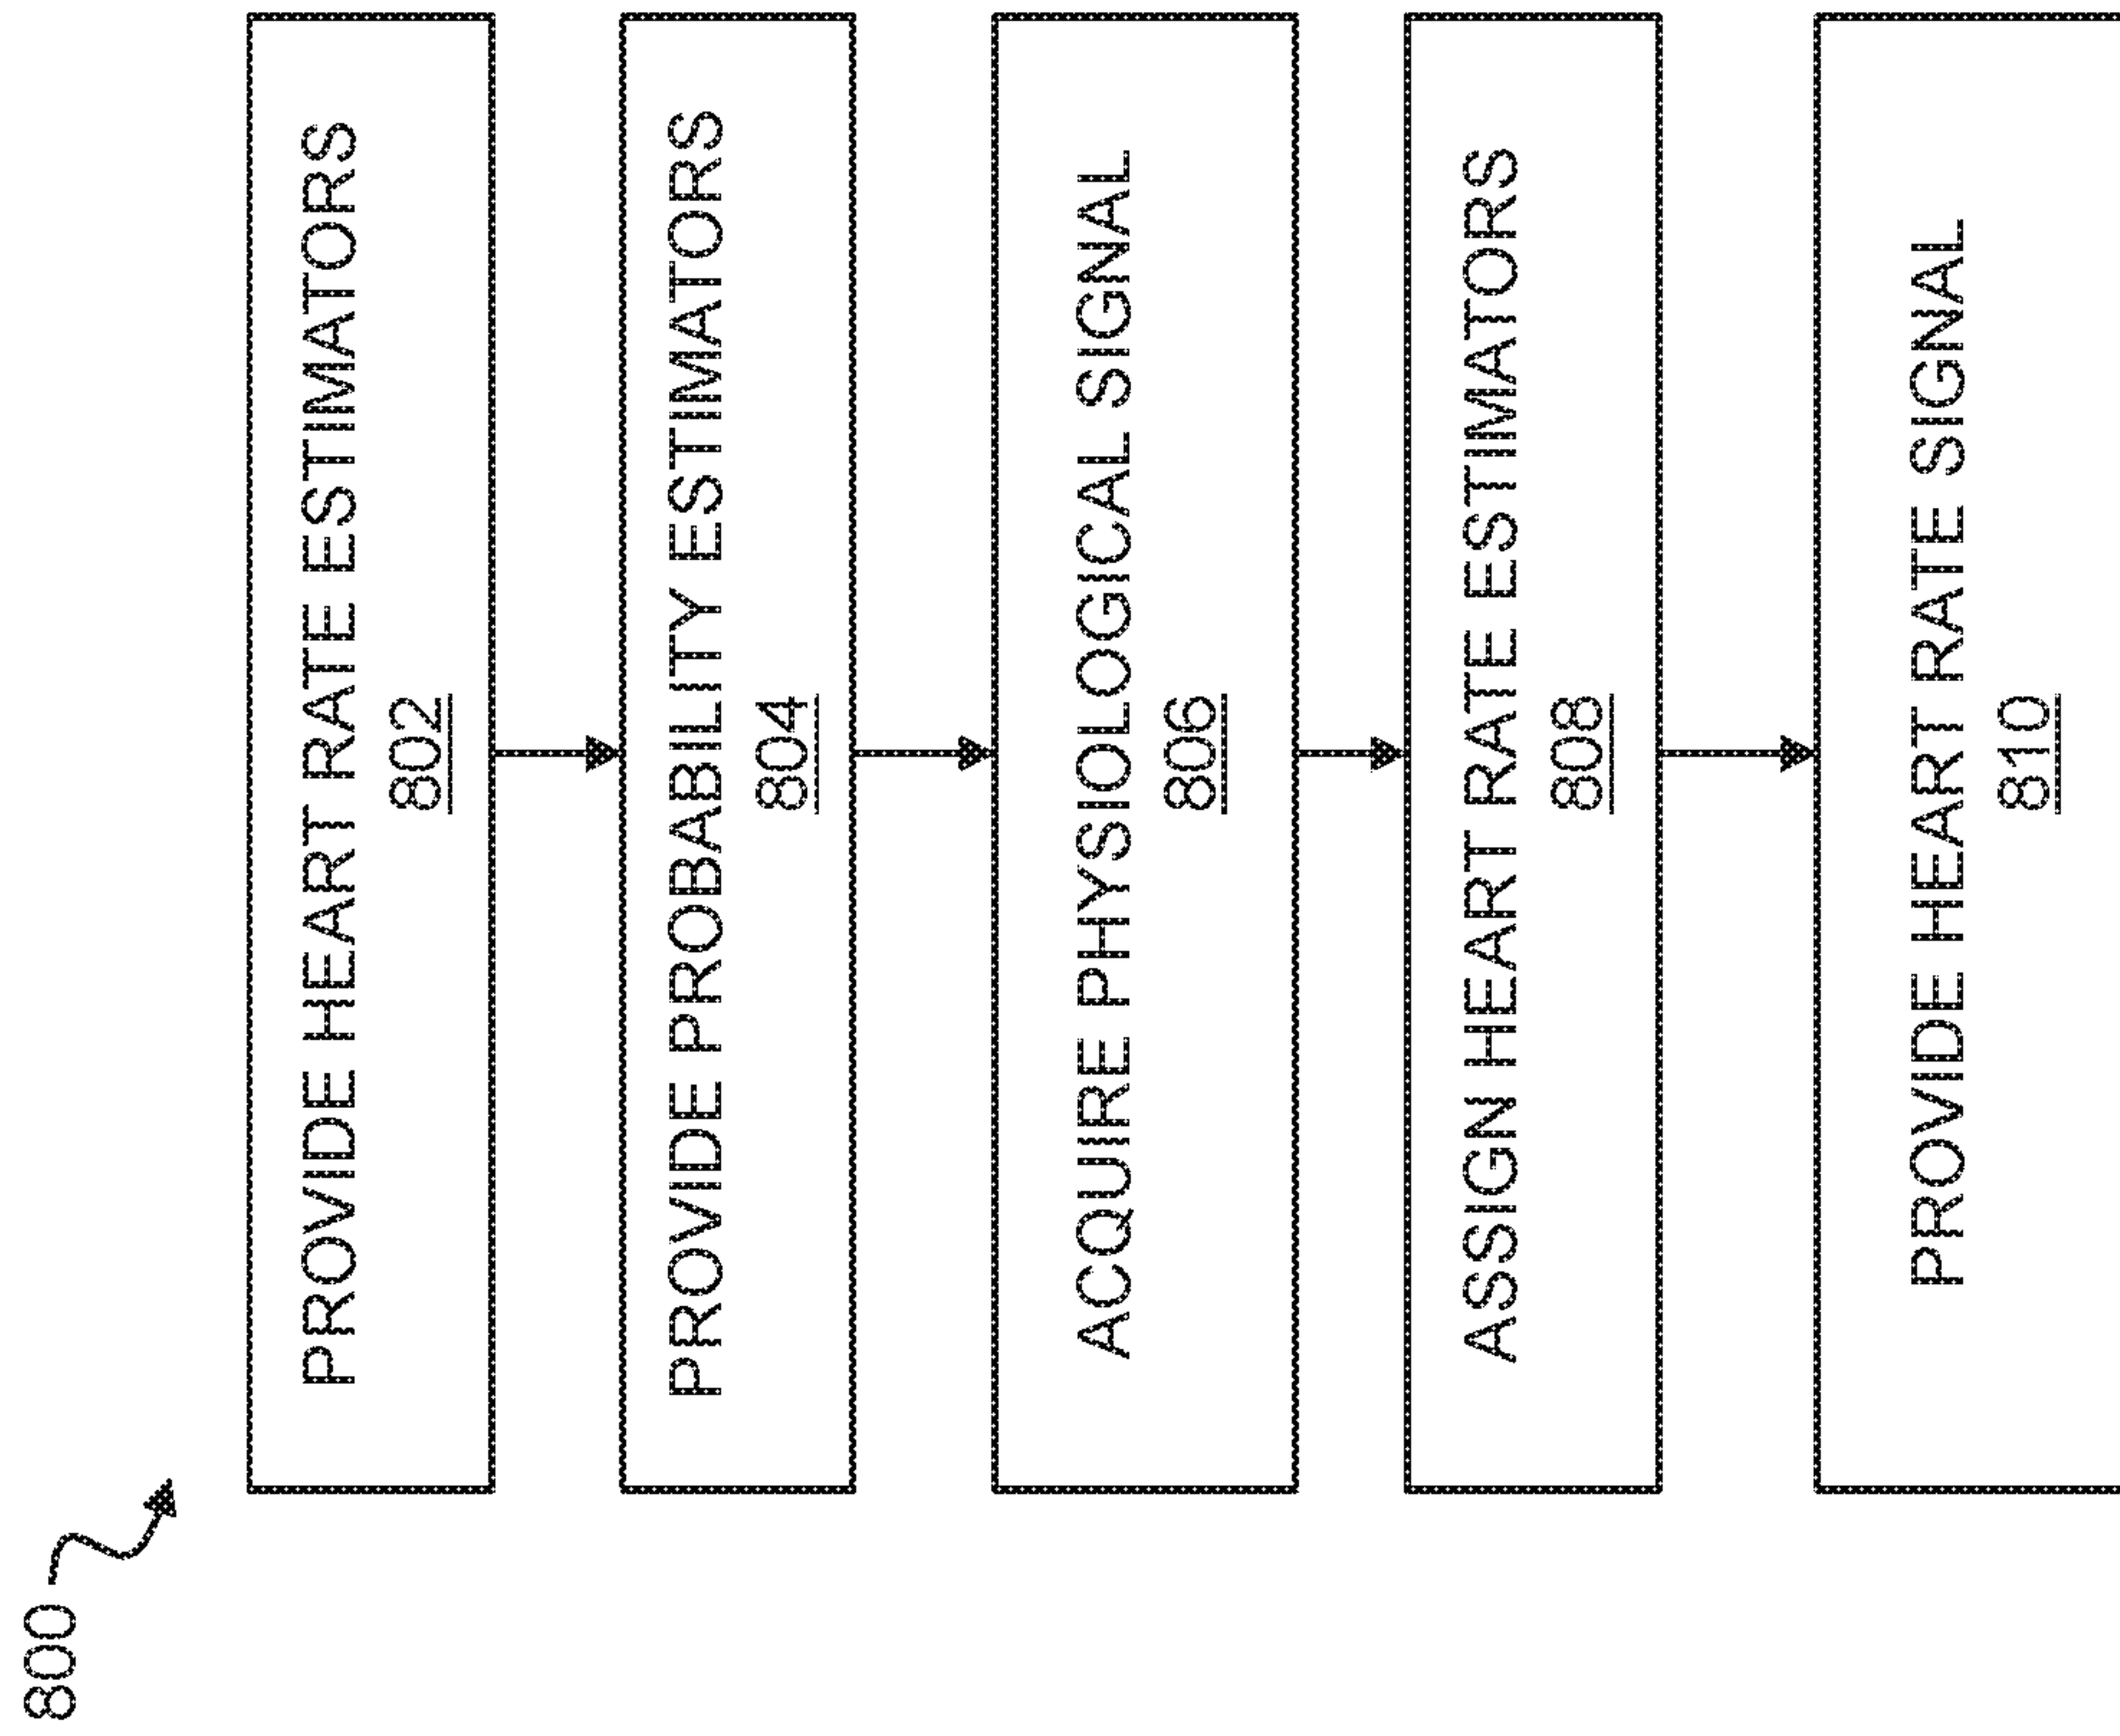 800
PROVIDE HEART RATE ESTIMATORS
802
PROVIDE PROBABILITY ESTIMATORS
804
ACQUIRE PHYSIOLOGICAL SIGNAL
806
ASSIGN HEART RATE ESTIMATORS
808
PROVIDE HEART RATE SIGNAL
810